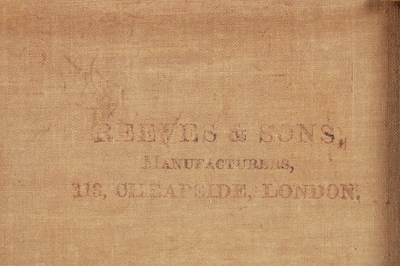 REEVES & SONS,
MANUFACTURERS,
113, CHEAPSIDE, LONDON.